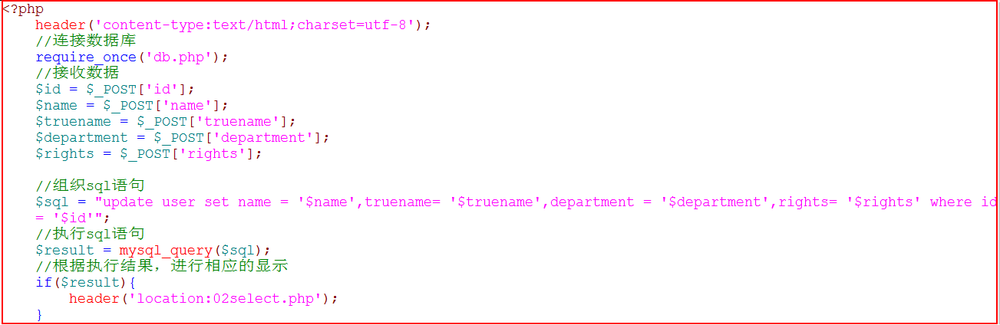 <?php
header('content-type:text/html;charset=utf-8');
//连接数据库
require_once('db.php');
//接收数据
$id = $_POST['id'];
$name = $_POST['name'];
$truename = $_POST['truename'];
$department = $_POST['department'];
$rights = $_POST['rights'];
//组织sql语句
$sql = "update user set name = '$name',truename= '$truename',department = '$department',rights= '$rights' where id
= '$id'";
//执行sql语句
$result = mysql_query($sql);
//根据执行结果，进行相应的显示
if($result){
header('location:02select.php');
}